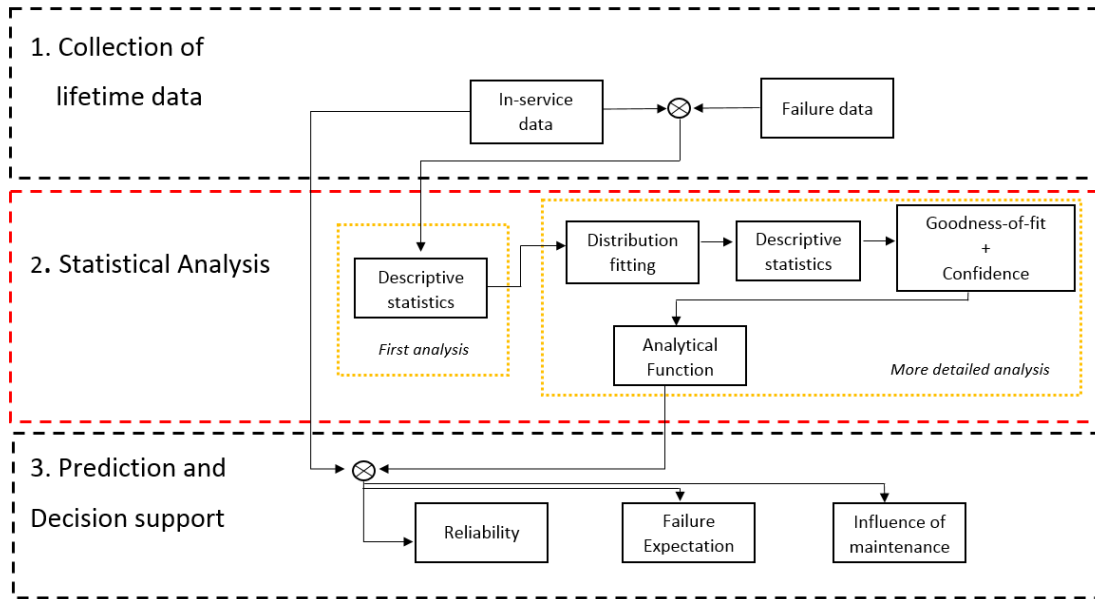 1. Collection of
lifetime data
In-service
data
Failure data
2. Statistical Analysis
Descriptive
statistics
First analysis
Distribution
fitting
Descriptive
statistics
Goodness-of-fit
+
Confidence
Analytical
Function
More detailed analysis
3. Prediction and
Decision support
Reliability
Failure
Expectation
Influence of
maintenance